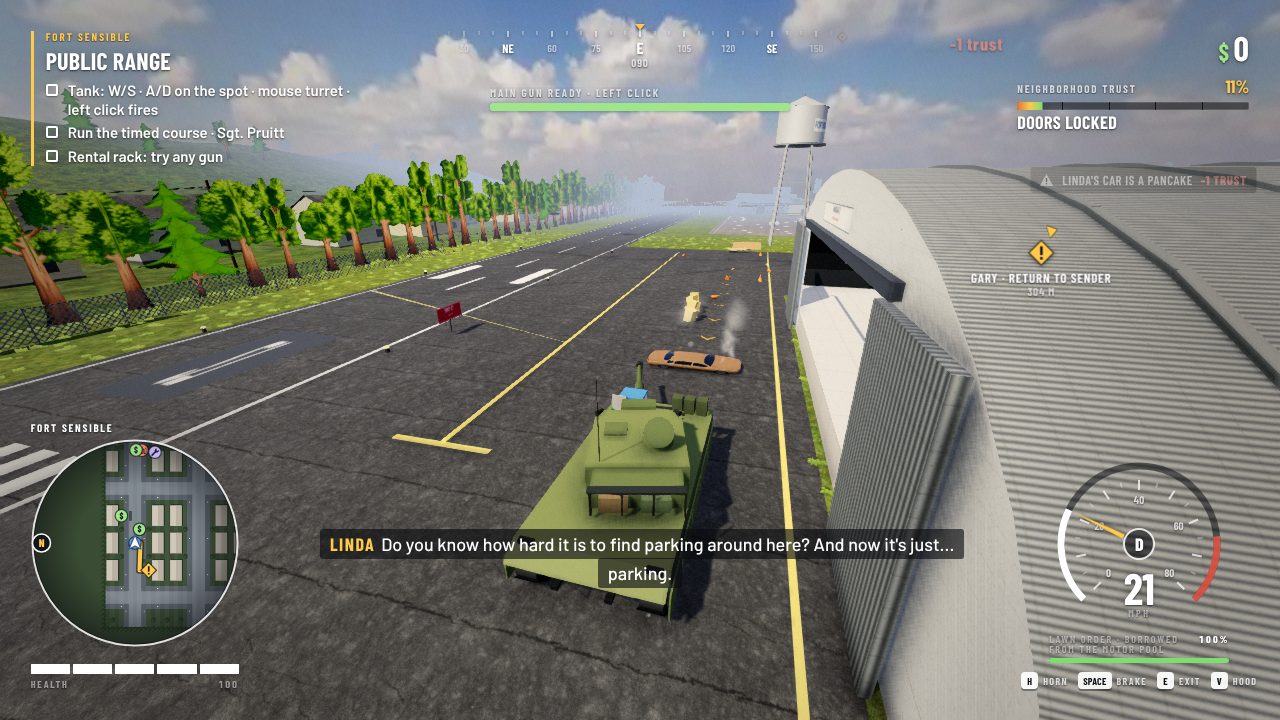 FORT SENSIBLE
PUBLIC RANGE
Tank: W/S · A/D on the spot · mouse turret ·
left click fires
Run the timed course · Sgt. Pruitt
Rental rack: try any gun
NE 60 75 E 105 120 SE 150
090
MAIN GUN READY · LEFT CLICK
-1 trust
$ 0
NEIGHBORHOOD TRUST 11%
DOORS LOCKED
LINDA'S CAR IS A PANCAKE -1 TRUST
GARY · RETURN TO SENDER
304 M
FORT SENSIBLE
N
HEALTH 100
LINDA Do you know how hard it is to find parking around here? And now it's just...
parking.
0 20 40 60 80
D
21
MPH
LAWN ORDER · BORROWED
FROM THE MOTOR POOL
100%
H HORN SPACE BRAKE E EXIT V HOOD